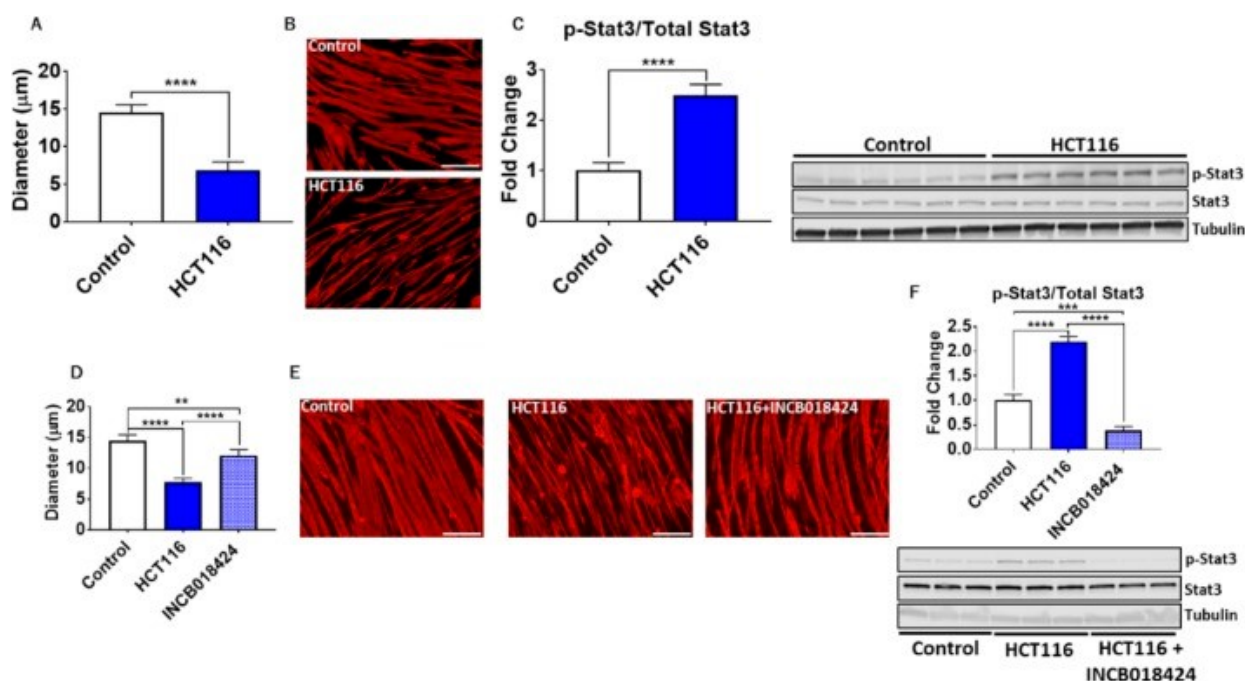 A
Diameter (µm)
20
15
10
5
0
****
Control
HCT116
B
Control
HCT116
C
p-Stat3/Total Stat3
Fold Change
3
2
1
0
****
Control
HCT116
Control
HCT116
p-Stat3
Stat3
Tubulin
D
Diameter (µm)
20
15
10
5
0
**
****
****
Control
HCT116
INCB018424
E
Control
HCT116
HCT116+INCB018424
F
p-Stat3/Total Stat3
Fold Change
2.5
2.0
1.0
0.5
0.0
***
****
****
Control
HCT116
INCB018424
p-Stat3
Stat3
Tubulin
Control
HCT116
HCT116 +
INCB018424